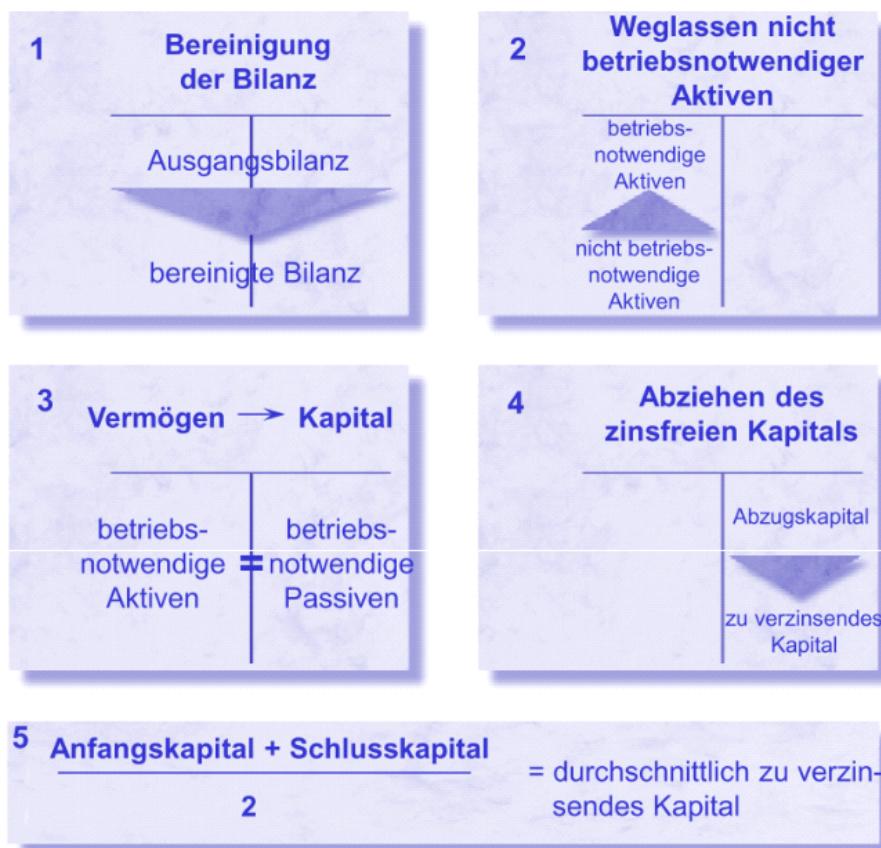 1
Bereinigung
der Bilanz
Ausgangsbilanz
bereinigte Bilanz
2
Weglassen nicht
betriebsnotwendiger
Aktiven
betriebs-
notwendige
Aktiven
nicht betriebs-
notwendige
Aktiven
3
Vermögen → Kapital
betriebs-
notwendige
Aktiven
=
betriebs-
notwendige
Passiven
4
Abziehen des
zinsfreien Kapitals
Abzugskapital
zu verzinsendes
Kapital
5
Anfangskapital + Schlusskapital
2
= durchschnittlich zu verzin-
sendes Kapital